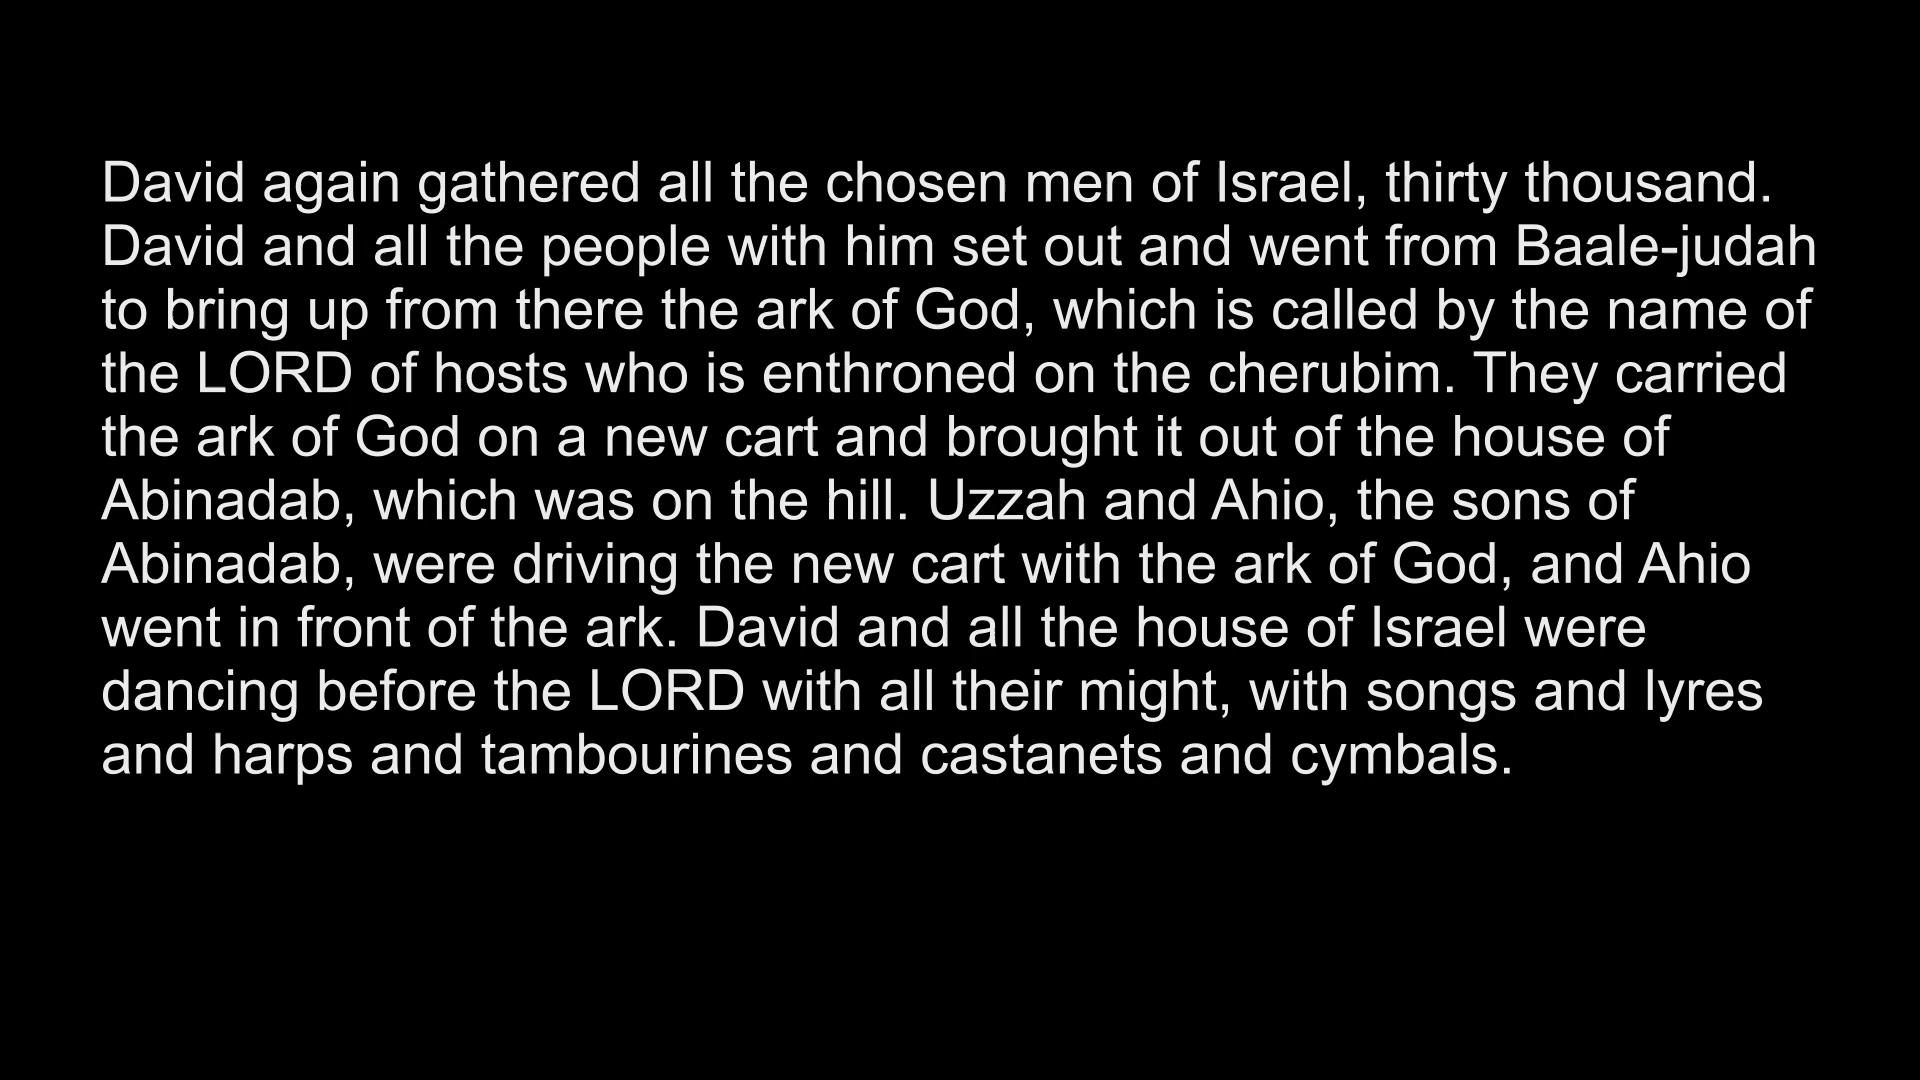 David again gathered all the chosen men of Israel, thirty thousand.
David and all the people with him set out and went from Baale-judah
to bring up from there the ark of God, which is called by the name of
the LORD of hosts who is enthroned on the cherubim. They carried
the ark of God on a new cart and brought it out of the house of
Abinadab, which was on the hill. Uzzah and Ahio, the sons of
Abinadab, were driving the new cart with the ark of God, and Ahio
went in front of the ark. David and all the house of Israel were
dancing before the LORD with all their might, with songs and lyres
and harps and tambourines and castanets and cymbals.